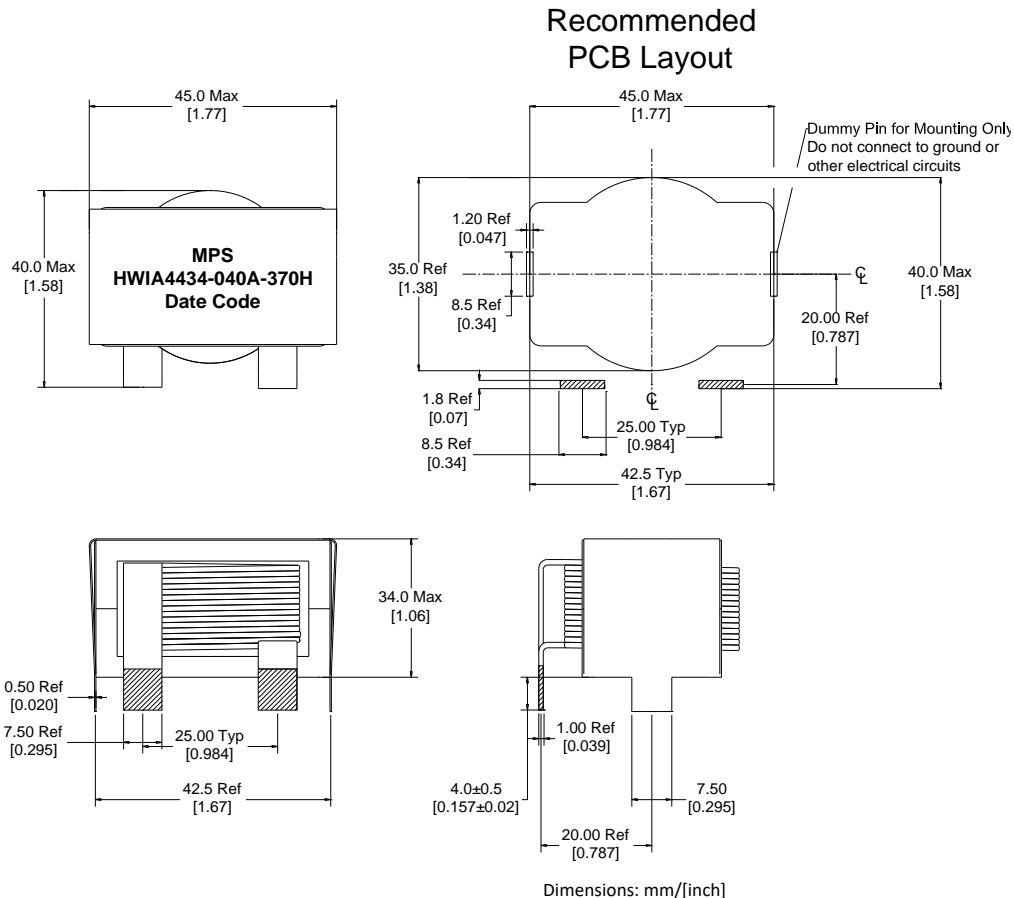 Recommended
PCB Layout
45.0 Max
[1.77]
40.0 Max
[1.58]
MPS
HWIA4434-040A-370H
Date Code
45.0 Max
[1.77]
Dummy Pin for Mounting Only
Do not connect to ground or
other electrical circuits
1.20 Ref
[0.047]
35.0 Ref
[1.38]
8.5 Ref
[0.34]
℄
40.0 Max
[1.58]
20.00 Ref
[0.787]
1.8 Ref
[0.07]
℄
8.5 Ref
[0.34]
25.00 Typ
[0.984]
42.5 Typ
[1.67]
34.0 Max
[1.06]
0.50 Ref
[0.020]
7.50 Ref
[0.295]
25.00 Typ
[0.984]
42.5 Ref
[1.67]
1.00 Ref
[0.039]
4.0±0.5
[0.157±0.02]
7.50
[0.295]
20.00 Ref
[0.787]
Dimensions: mm/[inch]